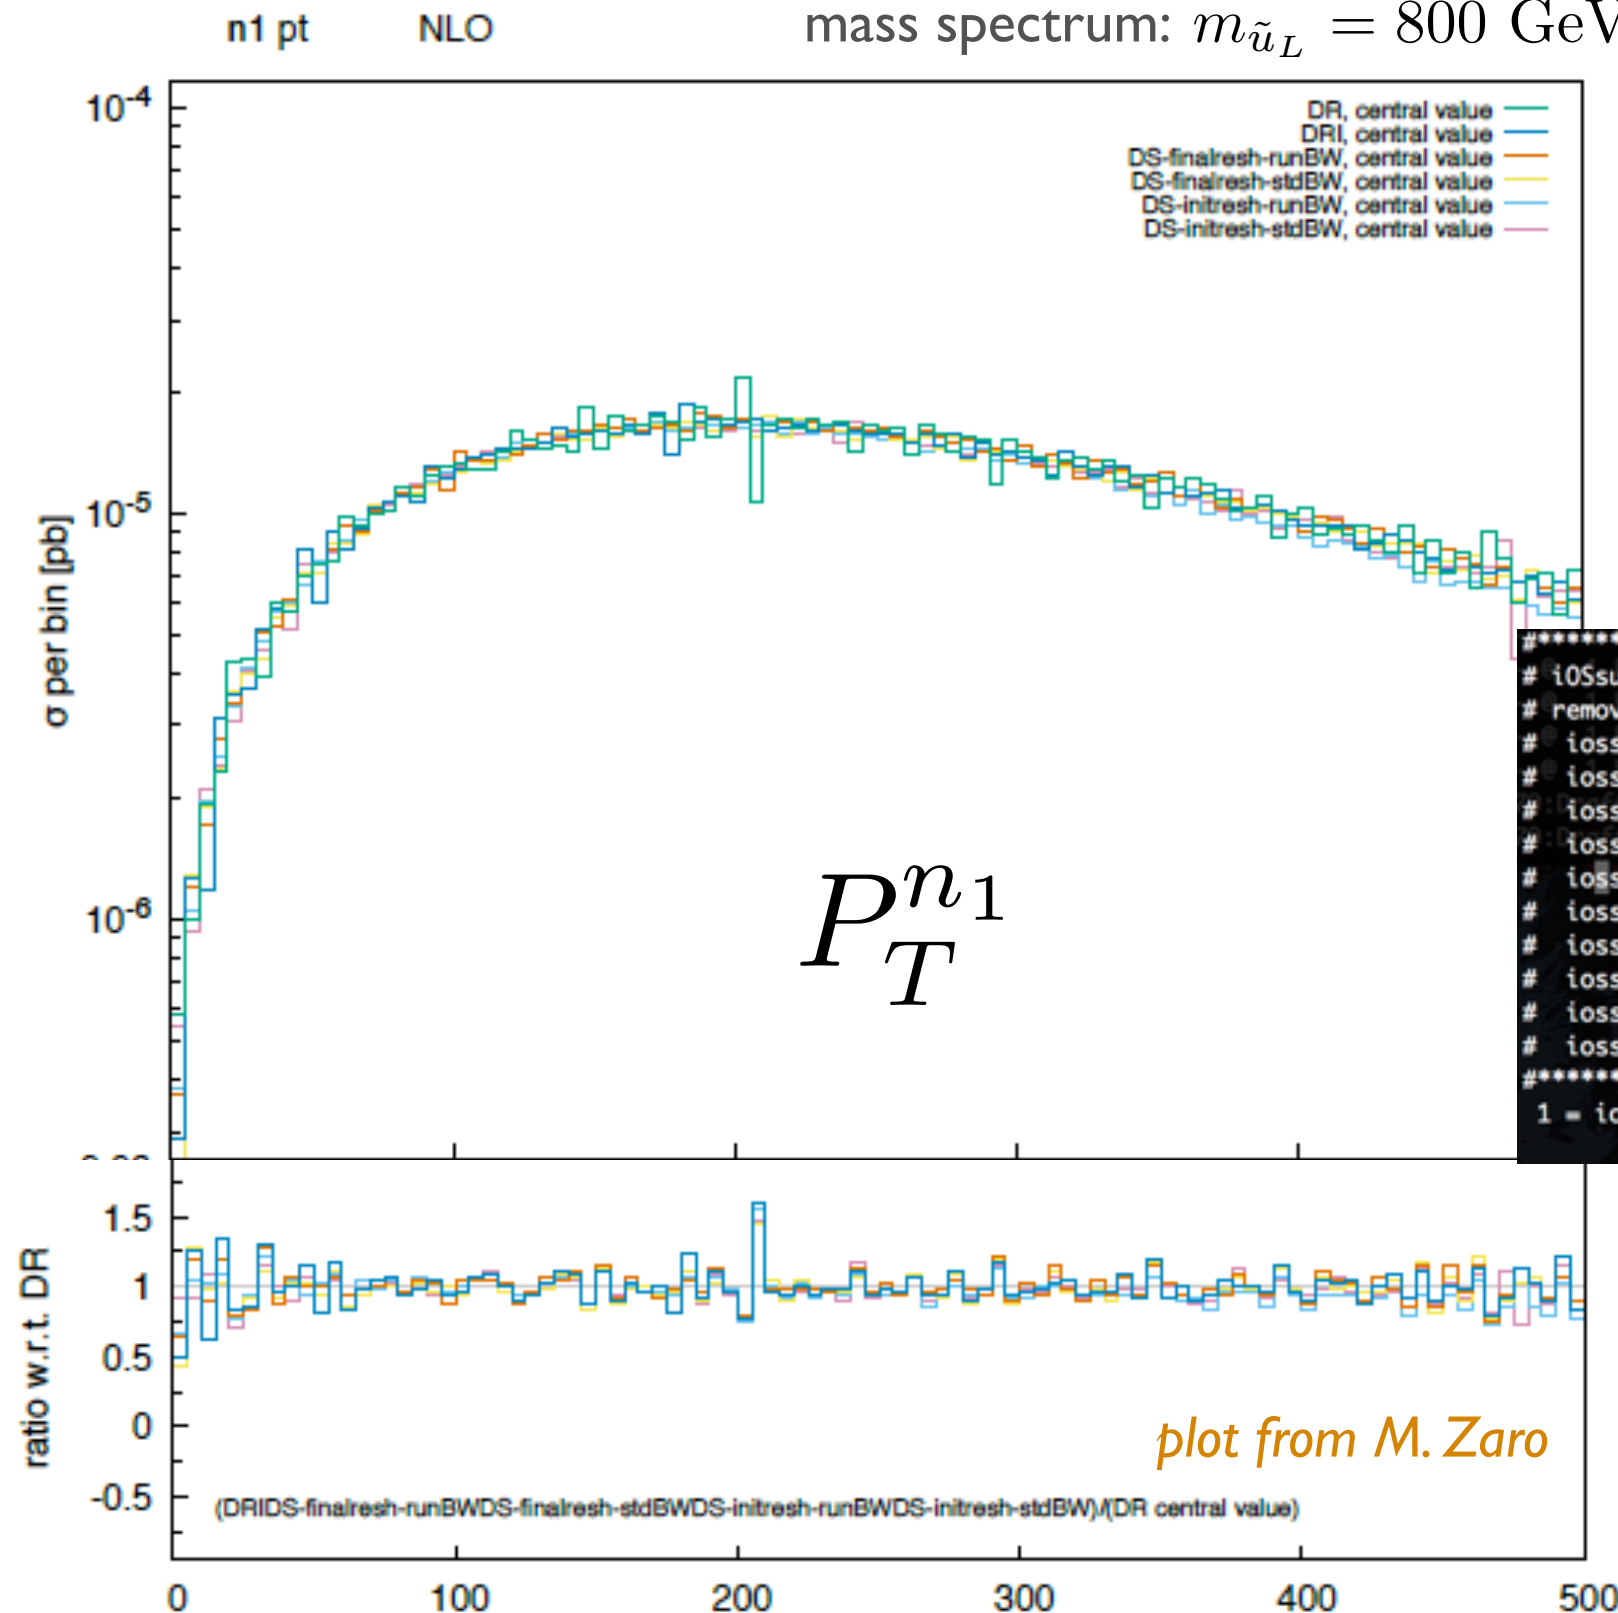 n1 pt NLO mass spectrum: m_{ũ_L} = 800 GeV
10^-4
10^-5
10^-6
σ per bin [pb]
DR, central value
DRI, central value
DS-finalresh-runBW, central value
DS-finalresh-stdBW, central value
DS-initresh-runBW, central value
DS-initresh-stdBW, central value
P_T^{n_1}
#******
# iOSsu
# remov
# ioss
# ioss
# ioss
# ioss
# ioss
# ioss
# ioss
# ioss
# ioss
# ioss
#******
1 = io
ratio w.r.t. DR
1.5
1
0.5
0
-0.5
plot from M. Zaro
(DRIDS-finalresh-runBWDS-finalresh-stdBWDS-initresh-runBWDS-initresh-stdBW)/(DR central value)
0 100 200 300 400 500